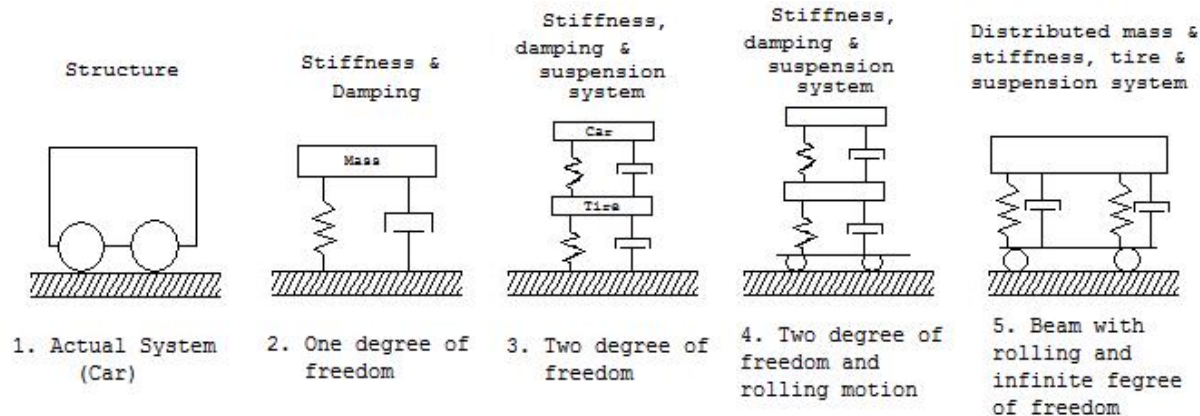 Structure
Stiffness &
Damping
Stiffness,
damping &
suspension
system
Stiffness,
damping &
suspension
system
Distributed mass &
stiffness, tire &
suspension system
Mass
Car
Tire
1. Actual System
(Car)
2. One degree of
freedom
3. Two degree of
freedom
4. Two degree of
freedom and
rolling motion
5. Beam with
rolling and
infinite fegree
of freedom